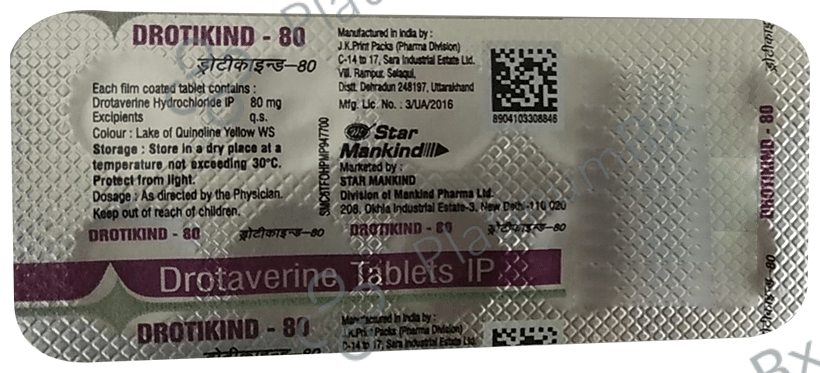 DROTIKIND - 80
ड्रोटीकाइन्ड-80
Each film coated tablet contains :
Drotaverine Hydrochloride IP 80 mg
Excipients q.s.
Colour : Lake of Quinoline Yellow WS
Storage : Store in a dry place at a
temperature not exceeding 30°C.
Protect from light.
Dosage : As directed by the Physician.
Keep out of reach of children.
Manufactured in India by :
J.K.Print Packs (Pharma Division)
C-14 to 17, Sara Industrial Estate Ltd.
Vill. Rampur, Selaqui,
Distt. Dehradun 248197, Uttarakhand
Mfg. Lic. No. : 3/UA/2016
8904103308846
Star
Mankind
Marketed by :
STAR MANKIND
Division of Mankind Pharma Ltd.
208, Okhla Industrial Estate-3, New Delhi-110 020
DROTIKIND - 80 ड्रोटीकाइन्ड-80 DROTIKIND - 80 ड्रोटीकाइन्ड-80
Drotaverine Tablets IP
DROTIKIND - 80
ड्रोटीकाइन्ड-80
Manufactured in India by :
J.K.Print Packs (Pharma Division)
C-14 to 17, Sara Industrial Estate Ltd.
DROTIKIND - 80